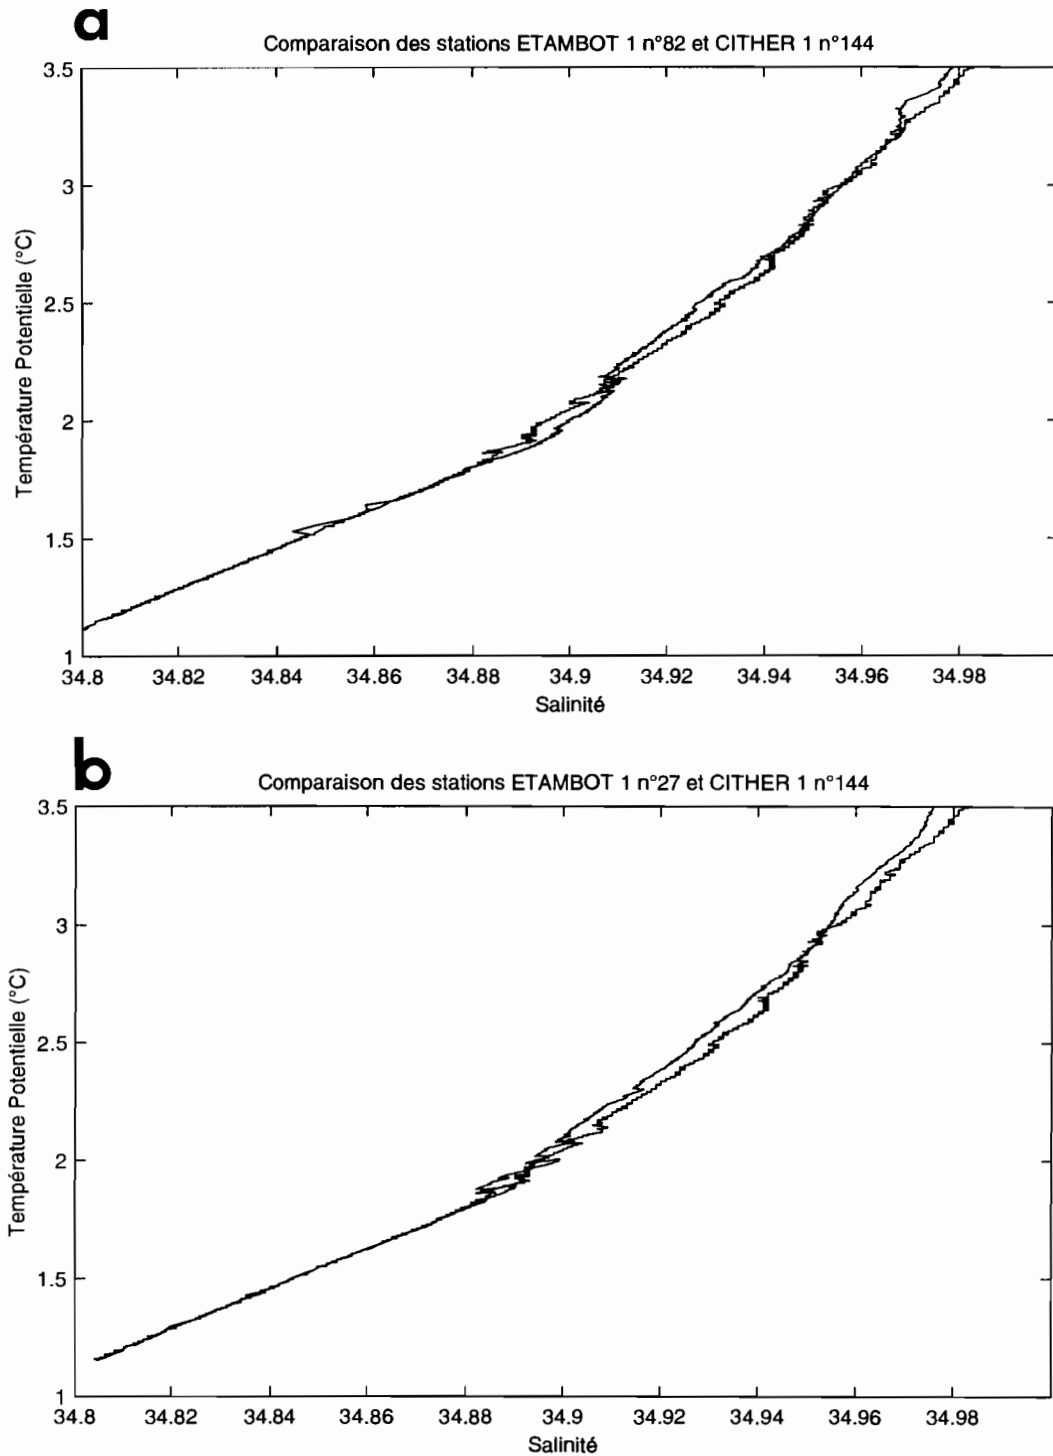 a
Comparaison des stations ETAMBOT 1 n°82 et CITHER 1 n°144
3.5
3
2.5
2
1.5
1
Température Potentielle (°C)
34.8 34.82 34.84 34.86 34.88 34.9 34.92 34.94 34.96 34.98
Salinité
b
Comparaison des stations ETAMBOT 1 n°27 et CITHER 1 n°144
3.5
3
2.5
2
1.5
1
Température Potentielle (°C)
34.8 34.82 34.84 34.86 34.88 34.9 34.92 34.94 34.96 34.98
Salinité